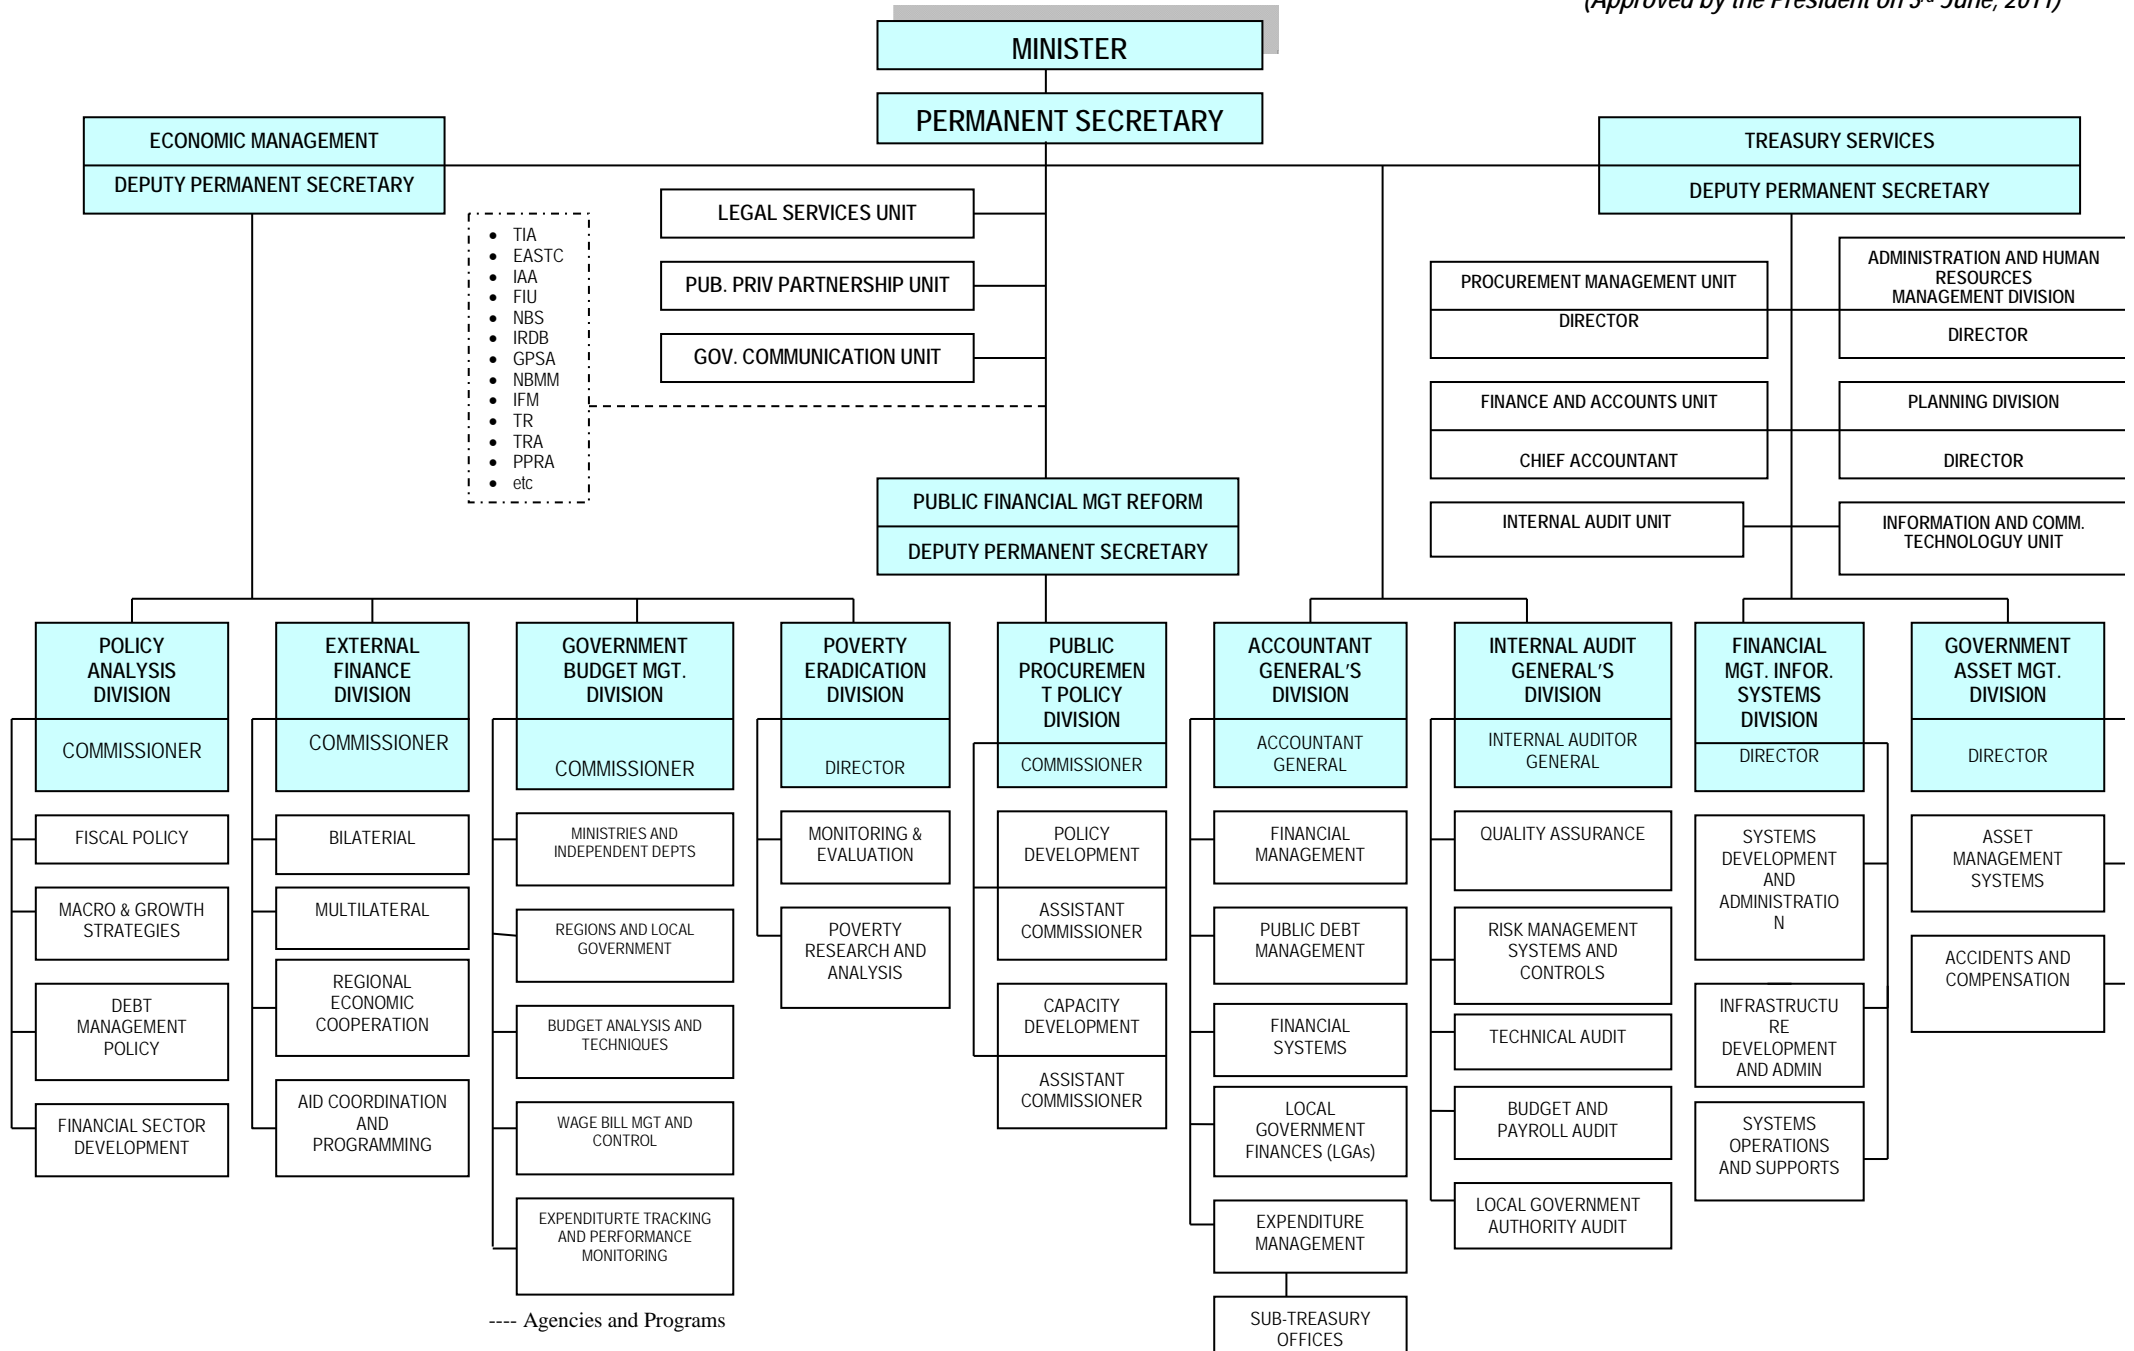 (Approved by the President on 3rd June, 2011)
MINISTER
PERMANENT SECRETARY
ECONOMIC MANAGEMENT
DEPUTY PERMANENT SECRETARY
TREASURY SERVICES
DEPUTY PERMANENT SECRETARY
LEGAL SERVICES UNIT
PUB. PRIV PARTNERSHIP UNIT
GOV. COMMUNICATION UNIT
• TIA
• EASTC
• IAA
• FIU
• NBS
• IRDB
• GPSA
• NBMM
• IFM
• TR
• TRA
• PPRA
• etc
PROCUREMENT MANAGEMENT UNIT
DIRECTOR
ADMINISTRATION AND HUMAN
RESOURCES
MANAGEMENT DIVISION
DIRECTOR
FINANCE AND ACCOUNTS UNIT
CHIEF ACCOUNTANT
PLANNING DIVISION
DIRECTOR
INTERNAL AUDIT UNIT
INFORMATION AND COMM.
TECHNOLOGUY UNIT
PUBLIC FINANCIAL MGT REFORM
DEPUTY PERMANENT SECRETARY
POLICY
ANALYSIS
DIVISION
COMMISSIONER
FISCAL POLICY
MACRO & GROWTH
STRATEGIES
DEBT
MANAGEMENT
POLICY
FINANCIAL SECTOR
DEVELOPMENT
EXTERNAL
FINANCE
DIVISION
COMMISSIONER
BILATERIAL
MULTILATERAL
REGIONAL
ECONOMIC
COOPERATION
AID COORDINATION
AND
PROGRAMMING
GOVERNMENT
BUDGET MGT.
DIVISION
COMMISSIONER
MINISTRIES AND
INDEPENDENT DEPTS
REGIONS AND LOCAL
GOVERNMENT
BUDGET ANALYSIS AND
TECHNIQUES
WAGE BILL MGT AND
CONTROL
EXPENDITURTE TRACKING
AND PERFORMANCE
MONITORING
POVERTY
ERADICATION
DIVISION
DIRECTOR
MONITORING &
EVALUATION
POVERTY
RESEARCH AND
ANALYSIS
PUBLIC
PROCUREMEN
T POLICY
DIVISION
COMMISSIONER
POLICY
DEVELOPMENT
ASSISTANT
COMMISSIONER
CAPACITY
DEVELOPMENT
ASSISTANT
COMMISSIONER
ACCOUNTANT
GENERAL'S
DIVISION
ACCOUNTANT
GENERAL
FINANCIAL
MANAGEMENT
PUBLIC DEBT
MANAGEMENT
FINANCIAL
SYSTEMS
LOCAL
GOVERNMENT
FINANCES (LGAs)
EXPENDITURE
MANAGEMENT
SUB-TREASURY
OFFICES
INTERNAL AUDIT
GENERAL'S
DIVISION
INTERNAL AUDITOR
GENERAL
QUALITY ASSURANCE
RISK MANAGEMENT
SYSTEMS AND
CONTROLS
TECHNICAL AUDIT
BUDGET AND
PAYROLL AUDIT
LOCAL GOVERNMENT
AUTHORITY AUDIT
FINANCIAL
MGT. INFOR.
SYSTEMS
DIVISION
DIRECTOR
SYSTEMS
DEVELOPMENT
AND
ADMINISTRATIO
N
INFRASTRUCTU
RE
DEVELOPMENT
AND ADMIN
SYSTEMS
OPERATIONS
AND SUPPORTS
GOVERNMENT
ASSET MGT.
DIVISION
DIRECTOR
ASSET
MANAGEMENT
SYSTEMS
ACCIDENTS AND
COMPENSATION
---- Agencies and Programs